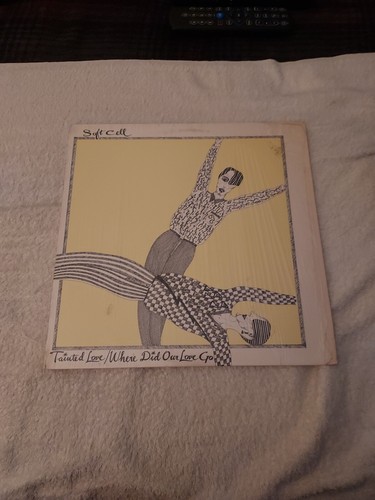 Soft Cell
Tainted Love/Where Did Our Love Go